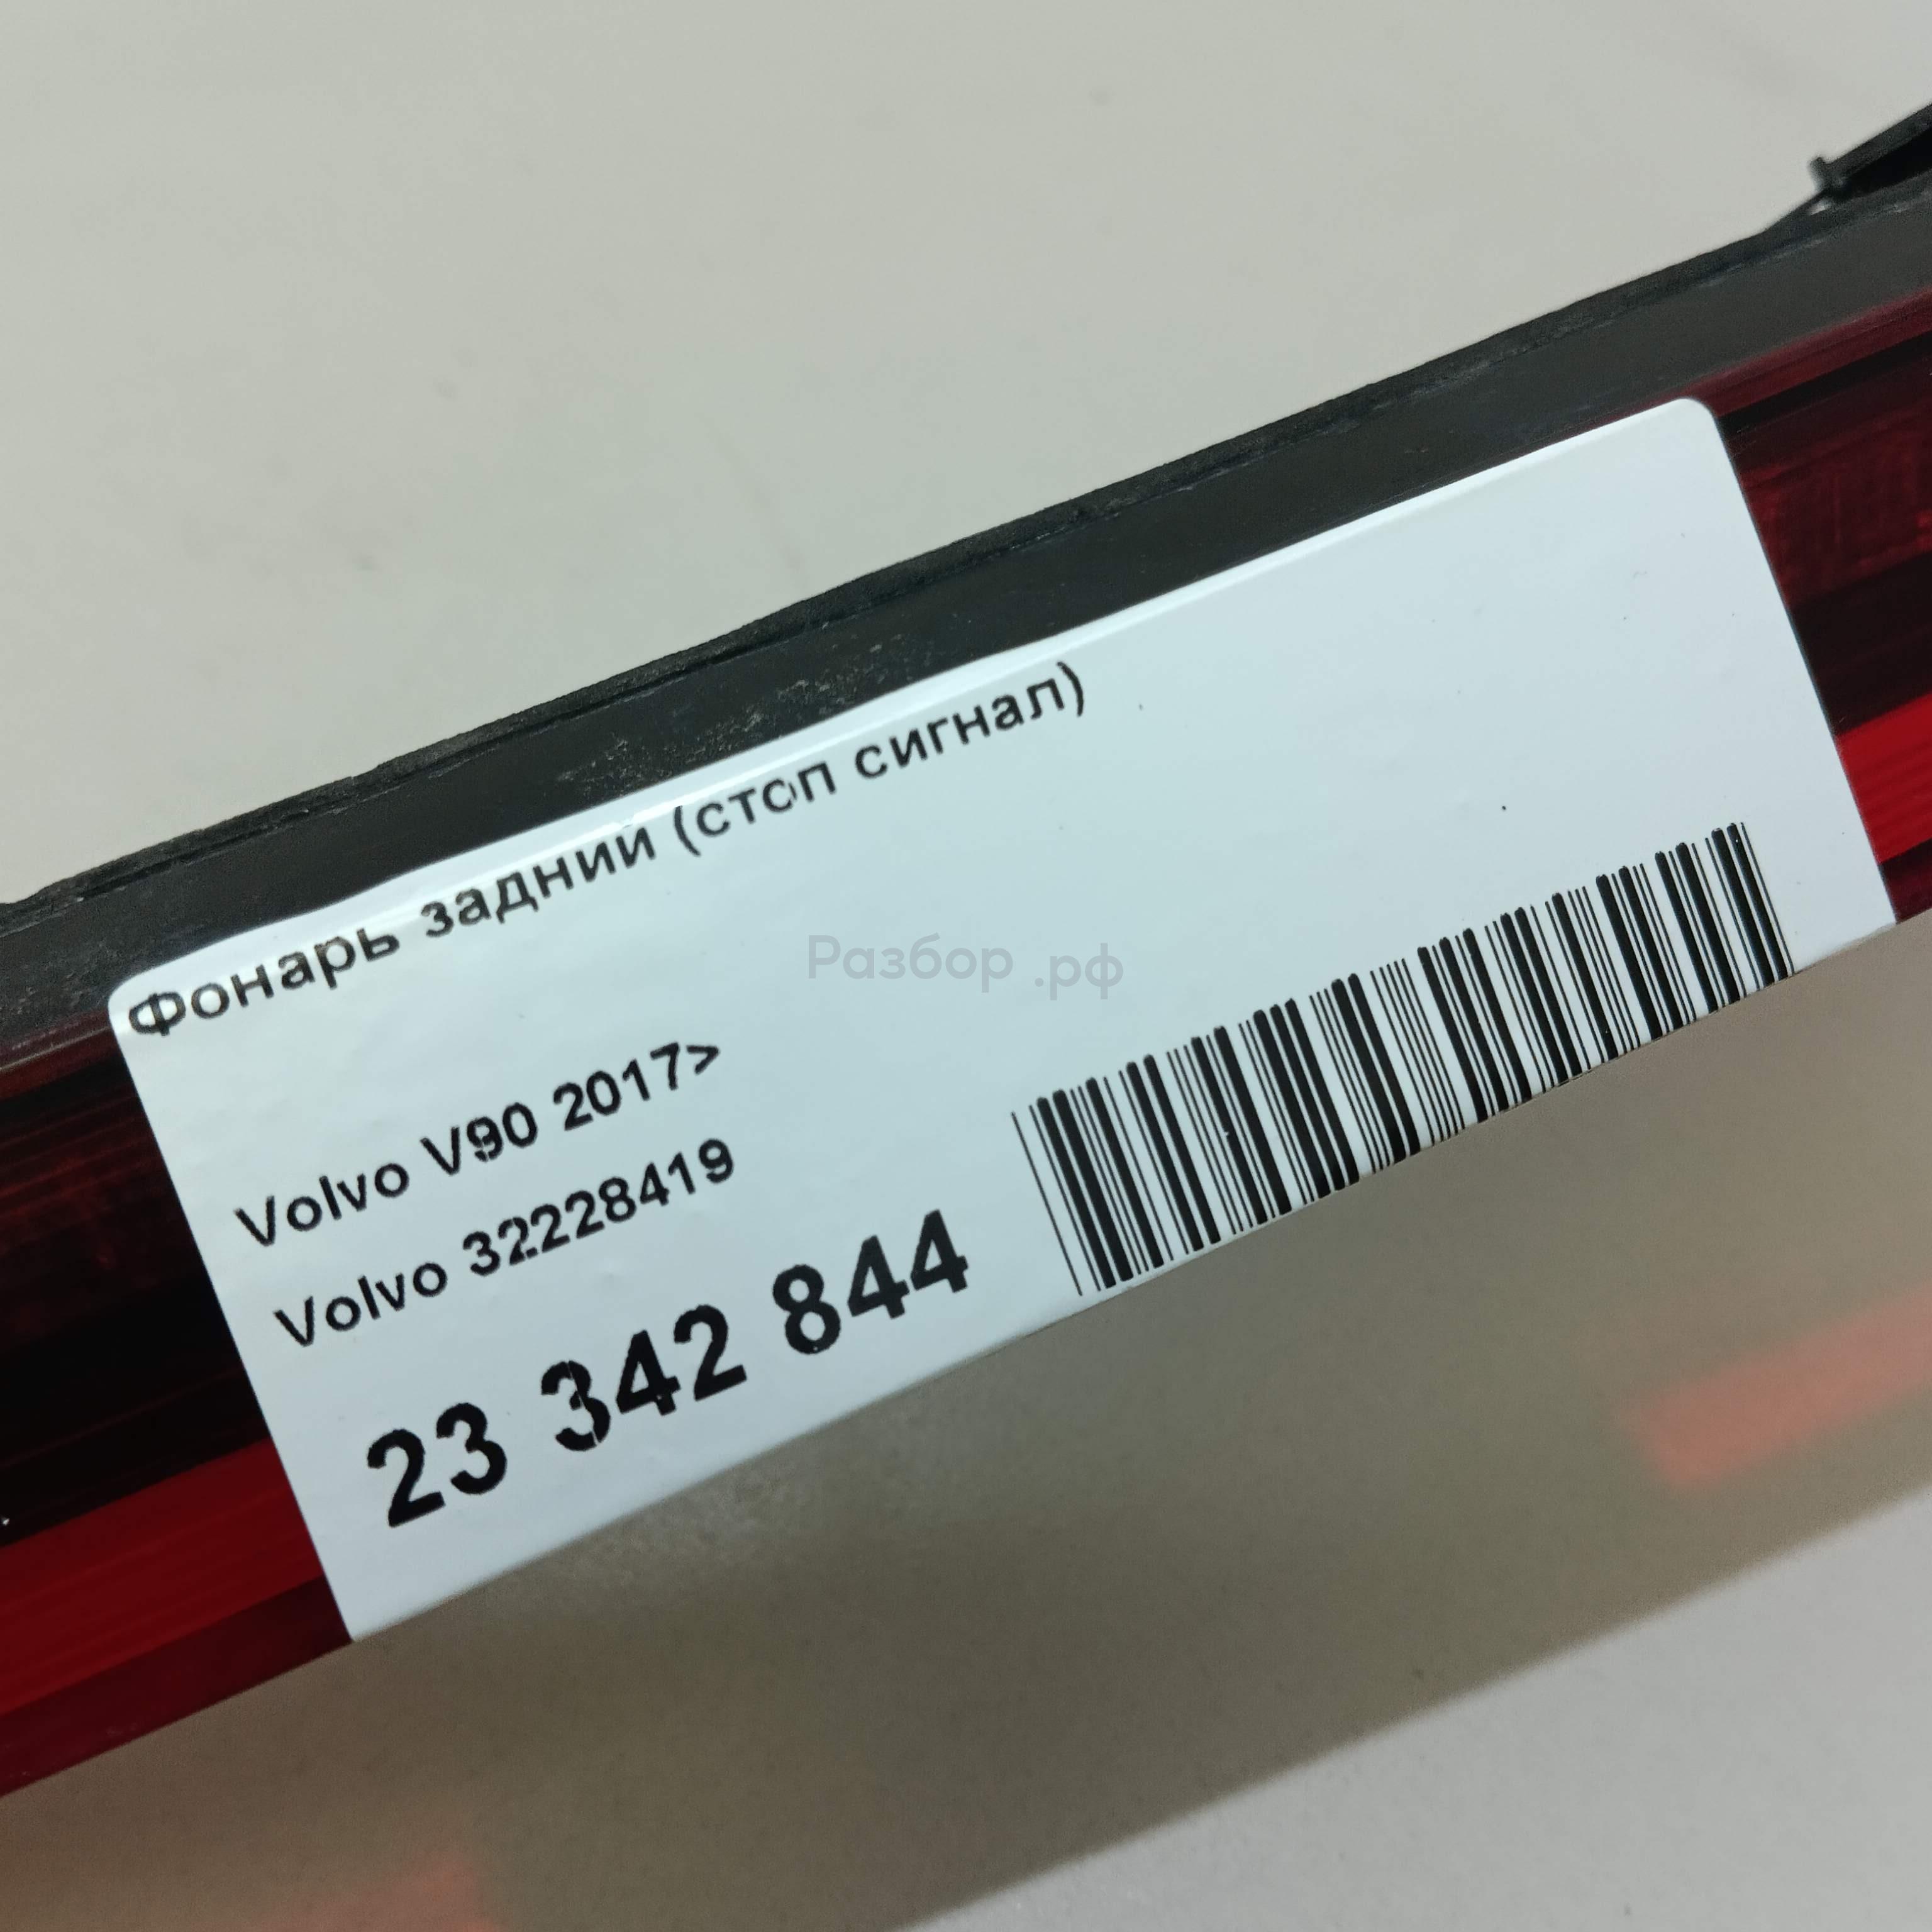 Фонарь задний (стоп сигнал)
Разбор .рф
Volvo V90 2017>
Volvo 32228419
23 342 844